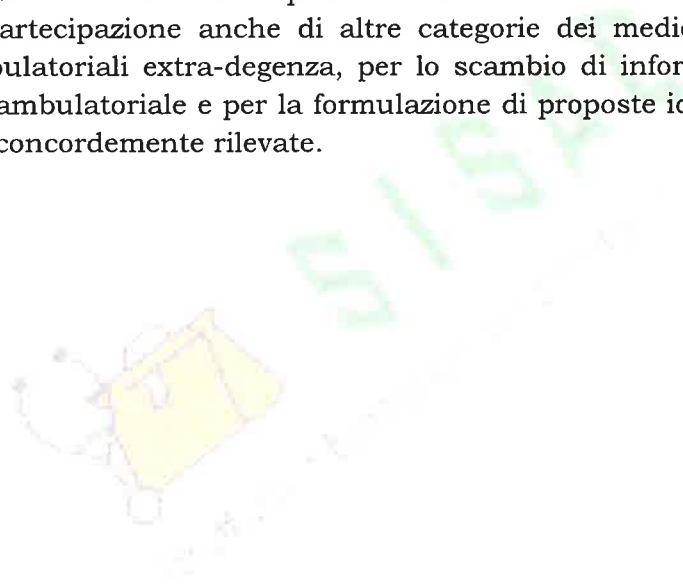 artecipazione anche di altre categorie dei medic
ulatoriali extra-degenza, per lo scambio di infor
ambulatoriale e per la formulazione di proposte id
concordemente rilevate.
SISAC